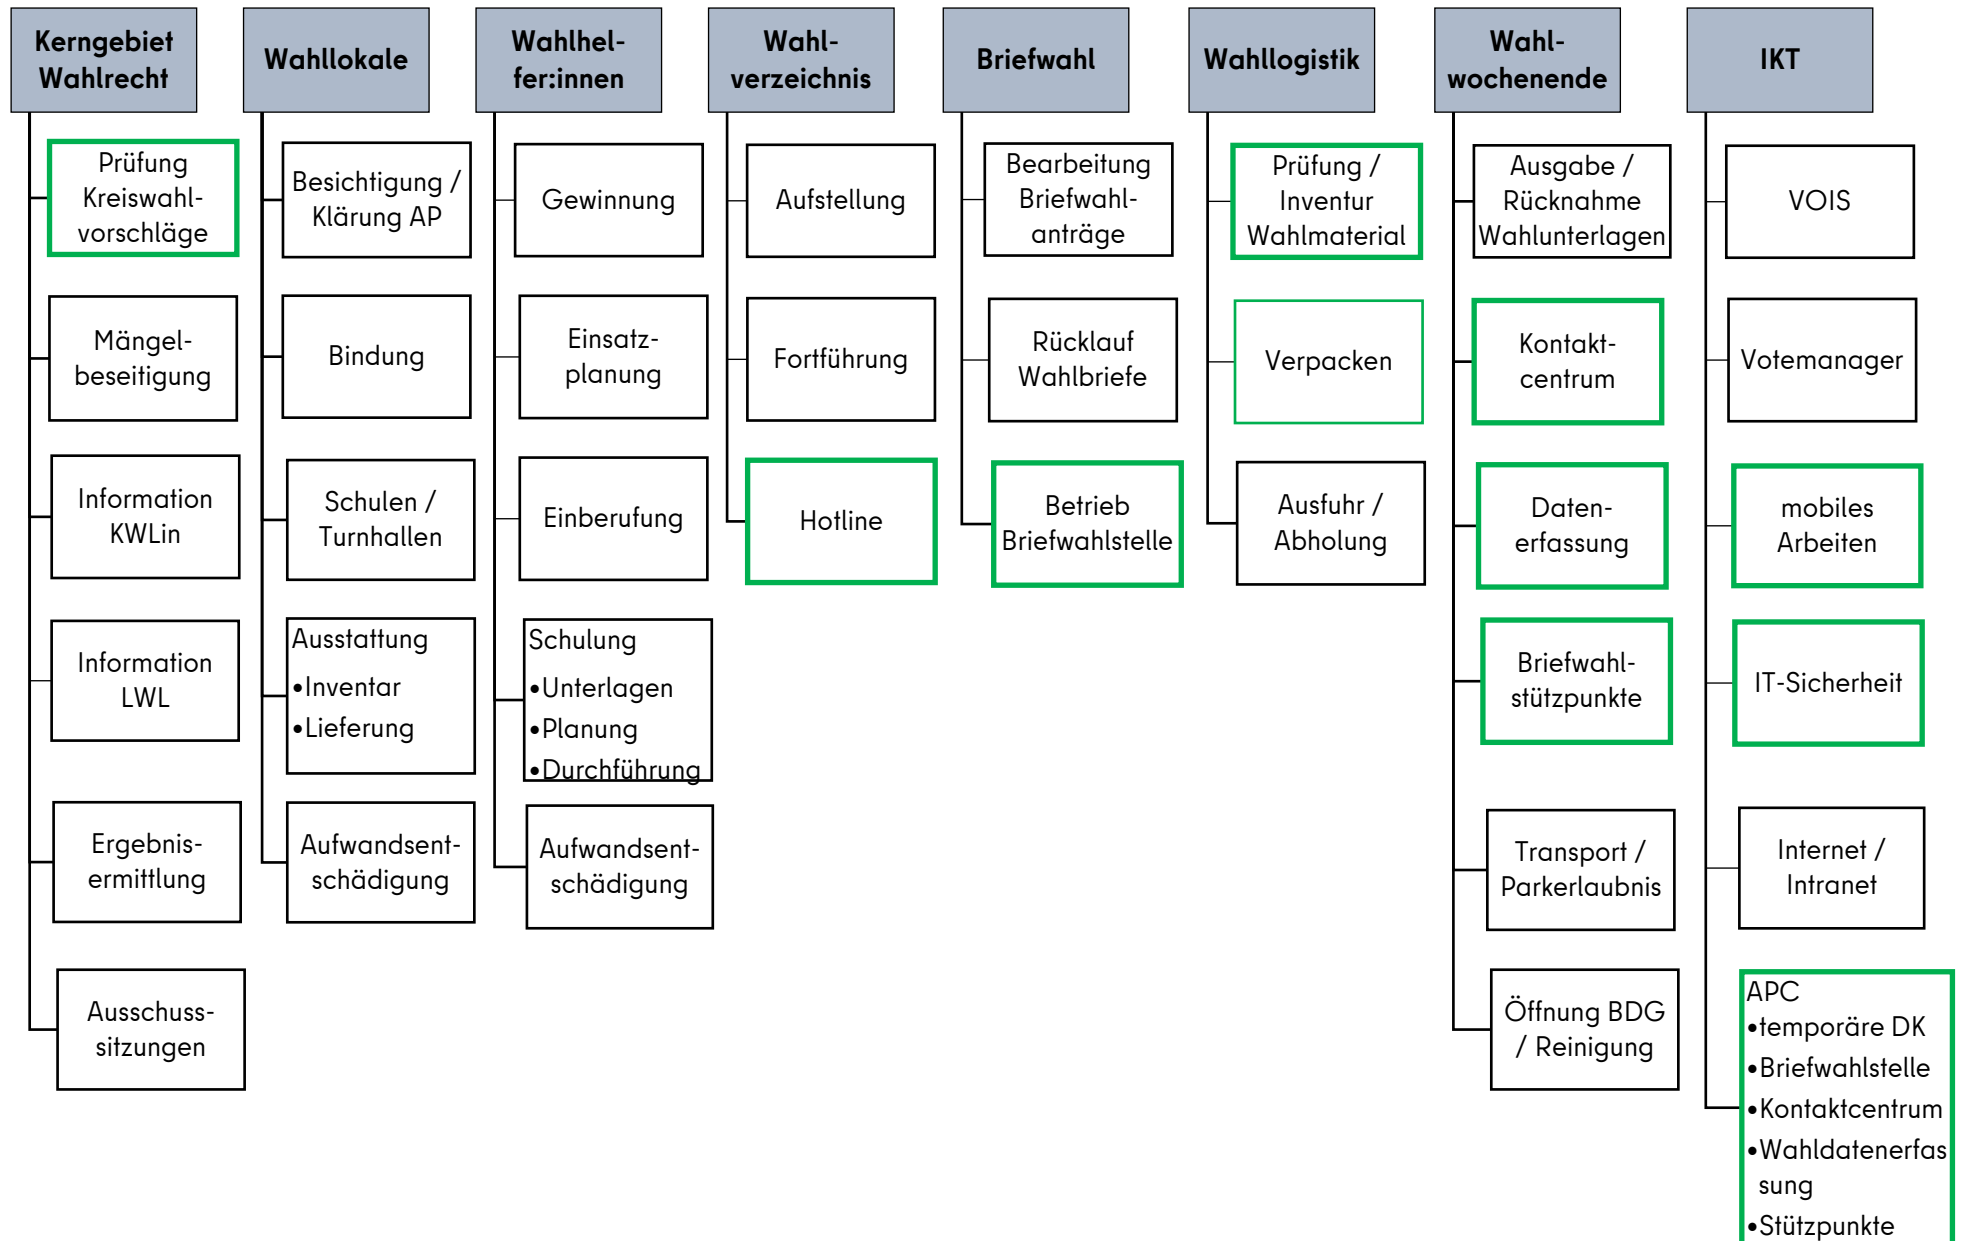 Kerngebiet
Wahlrecht
Prüfung
Kreiswahl-
vorschläge
Mängel-
beseitigung
Information
KWLin
Information
LWL
Ergebnis-
ermittlung
Ausschuss-
sitzungen
Wahllokale
Besichtigung /
Klärung AP
Bindung
Schulen /
Turnhallen
Ausstattung
•Inventar
•Lieferung
Aufwandsent-
schädigung
Wahlhel-
fer:innen
Gewinnung
Einsatz-
planung
Einberufung
Schulung
•Unterlagen
•Planung
•Durchführung
Aufwandsent-
schädigung
Wahl-
verzeichnis
Aufstellung
Fortführung
Hotline
Briefwahl
Bearbeitung
Briefwahl-
anträge
Rücklauf
Wahlbriefe
Betrieb
Briefwahlstelle
Wahllogistik
Prüfung /
Inventur
Wahlmaterial
Verpacken
Ausfuhr /
Abholung
Wahl-
wochenende
Ausgabe /
Rücknahme
Wahlunterlagen
Kontakt-
centrum
Daten-
erfassung
Briefwahl-
stützpunkte
Transport /
Parkerlaubnis
Öffnung BDG
/ Reinigung
IKT
VOIS
Votemanager
mobiles
Arbeiten
IT-Sicherheit
Internet /
Intranet
APC
•temporäre DK
•Briefwahlstelle
•Kontaktcentrum
•Wahldatenerfas
sung
•Stützpunkte